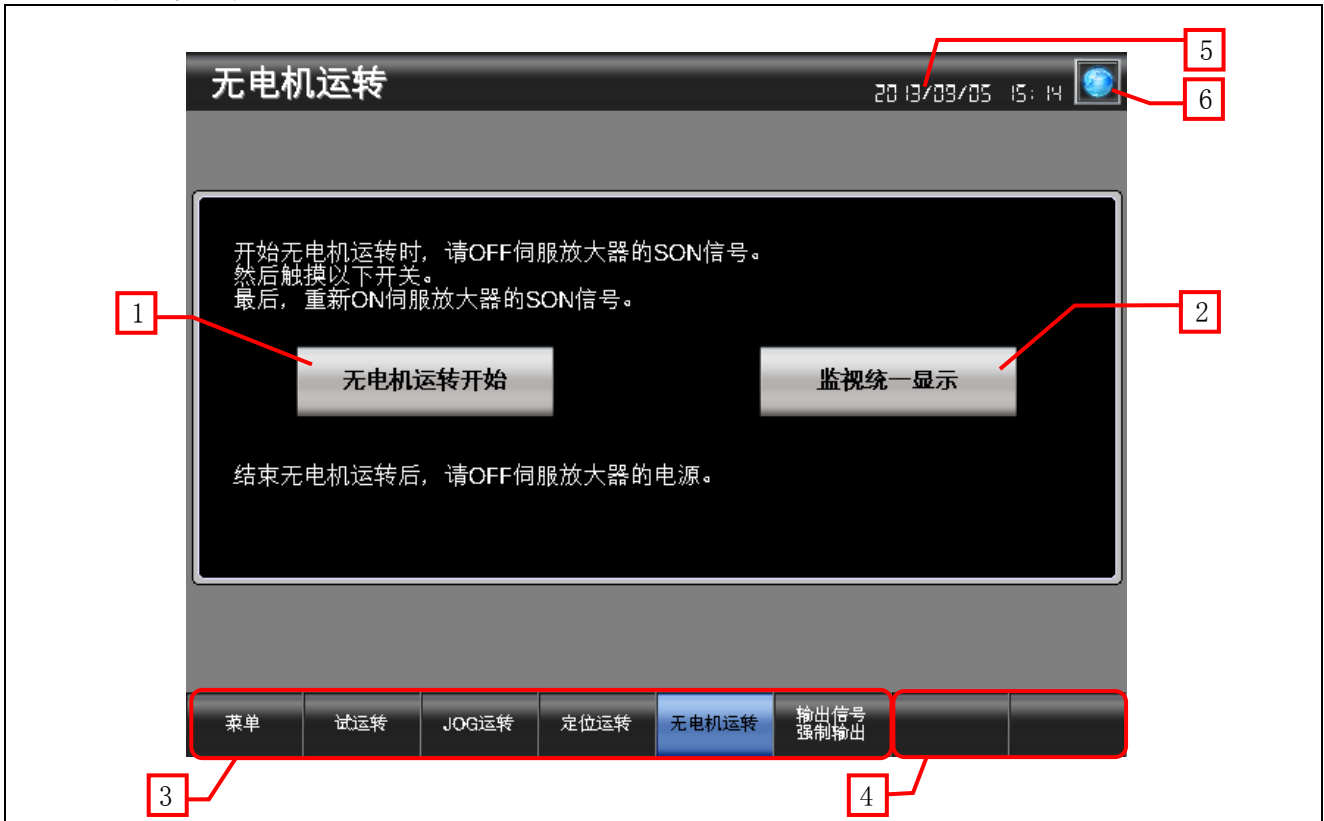 5
无电机运转
2013/09/05 15:14
6
开始无电机运转时，请OFF伺服放大器的SON信号。
然后触摸以下开关。
最后，重新ON伺服放大器的SON信号。
1
2
无电机运转开始
监视统一显示
结束无电机运转后，请OFF伺服放大器的电源。
菜单
试运转
JOG运转
定位运转
无电机运转
输出信号
强制输出
3
4